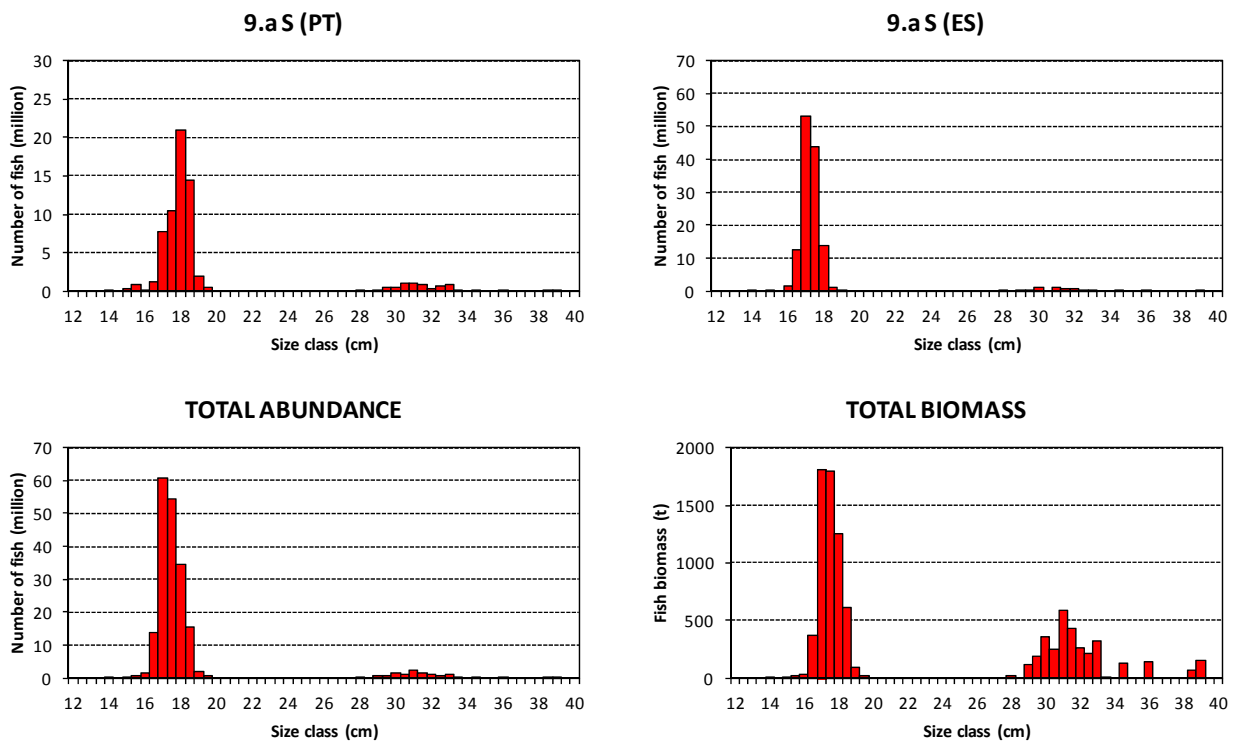 9.a S (PT)
Number of fish (million)
30
25
20
15
10
5
0
12 14 16 18 20 22 24 26 28 30 32 34 36 38 40
Size class (cm)
9.a S (ES)
Number of fish (million)
70
60
50
40
30
20
10
0
12 14 16 18 20 22 24 26 28 30 32 34 36 38 40
Size class (cm)
TOTAL ABUNDANCE
Number of fish (million)
70
60
50
40
30
20
10
0
12 14 16 18 20 22 24 26 28 30 32 34 36 38 40
Size class (cm)
TOTAL BIOMASS
Fish biomass (t)
2000
1500
1000
500
0
12 14 16 18 20 22 24 26 28 30 32 34 36 38 40
Size class (cm)